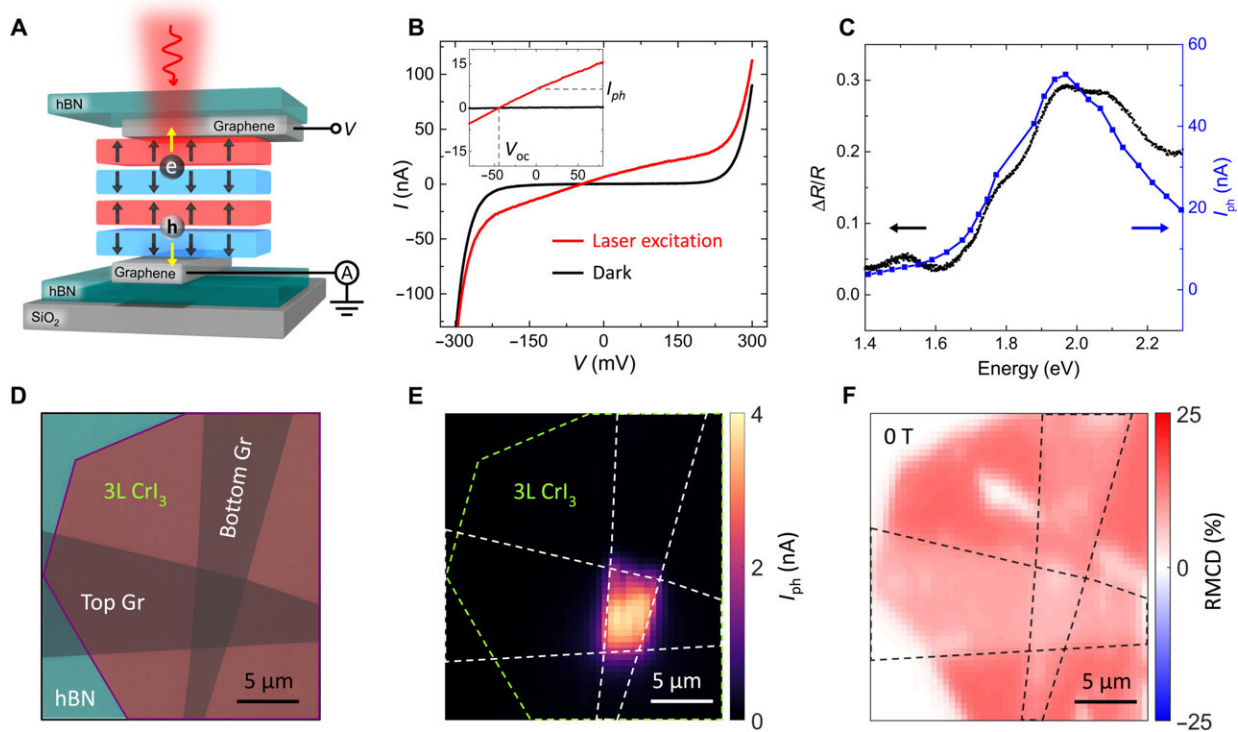 A
hBN
Graphene
V
e
h
Graphene
A
hBN
SiO₂
B
I (nA)
100
50
0
−50
−100
−300
−150
0
150
300
V (mV)
15
0
−15
−50
0
50
I_ph
V_oc
Laser excitation
Dark
C
ΔR/R
0.3
0.2
0.1
0.0
1.4
1.6
1.8
2.0
2.2
Energy (eV)
60
40
20
0
I_ph (nA)
D
3L CrI₃
Bottom Gr
Top Gr
hBN
5 μm
E
3L CrI₃
5 μm
4
2
0
I_ph (nA)
F
0 T
5 μm
25
0
−25
RMCD (%)